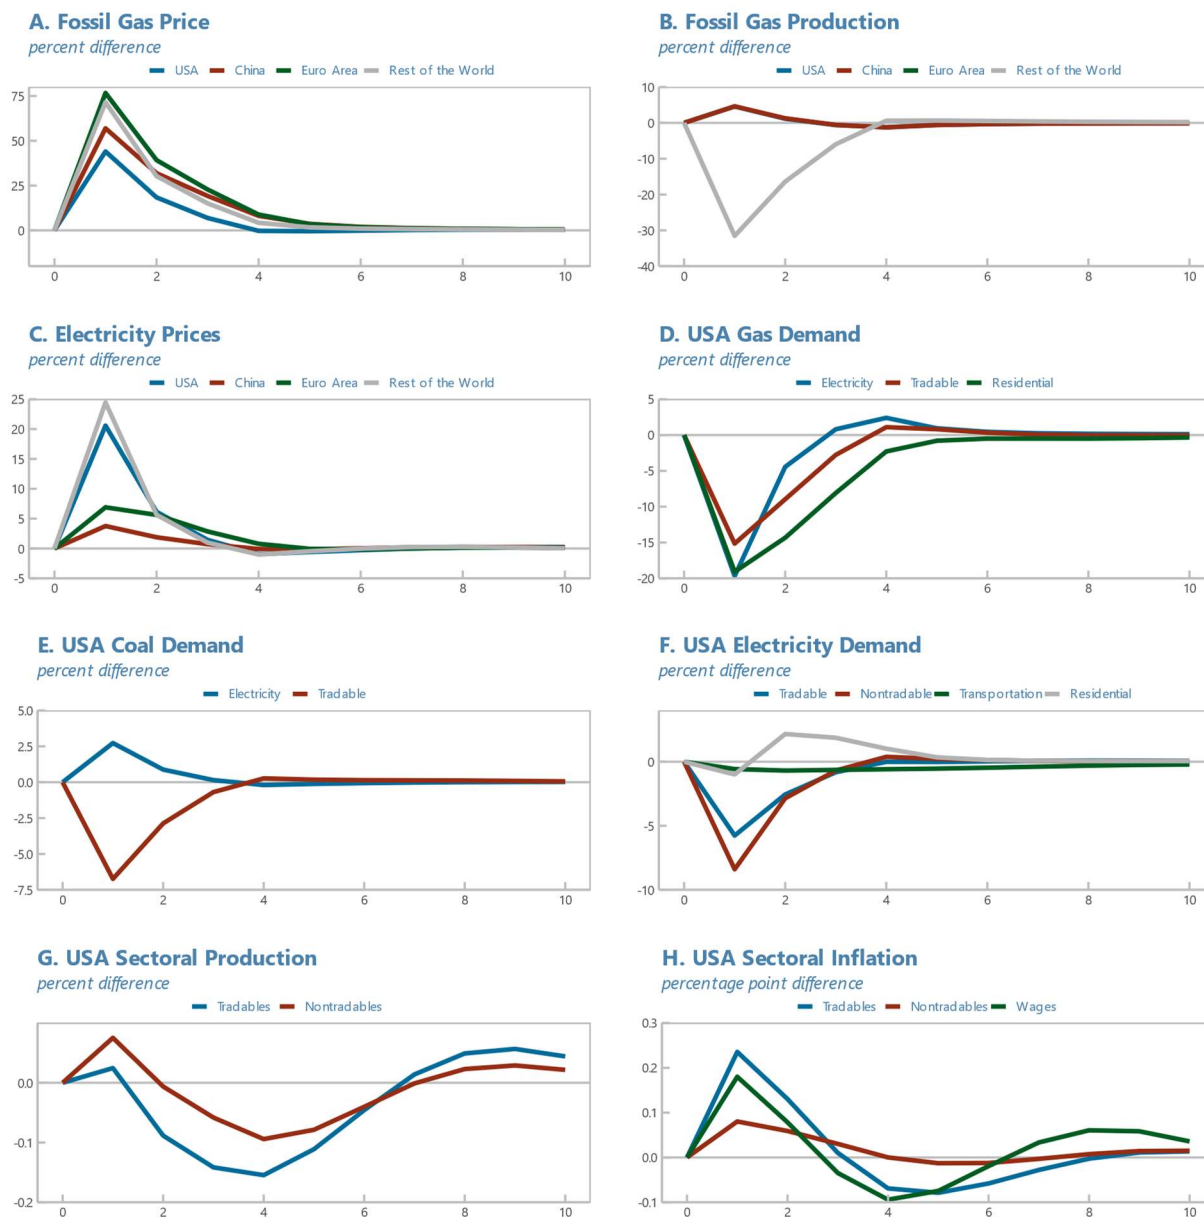 A. Fossil Gas Price
percent difference
USA China Euro Area Rest of the World
75
50
25
0
0 2 4 6 8 10
B. Fossil Gas Production
percent difference
USA China Euro Area Rest of the World
10
0
-10
-20
-30
-40
0 2 4 6 8 10
C. Electricity Prices
percent difference
USA China Euro Area Rest of the World
25
20
15
10
5
0
-5
0 2 4 6 8 10
D. USA Gas Demand
percent difference
Electricity Tradable Residential
5
0
-5
-10
-15
-20
0 2 4 6 8 10
E. USA Coal Demand
percent difference
Electricity Tradable
5.0
2.5
0.0
-2.5
-5.0
-7.5
0 2 4 6 8 10
F. USA Electricity Demand
percent difference
Tradable Nontradable Transportation Residential
0
-5
-10
0 2 4 6 8 10
G. USA Sectoral Production
percent difference
Tradables Nontradables
0.0
-0.1
-0.2
0 2 4 6 8 10
H. USA Sectoral Inflation
percentage point difference
Tradables Nontradables Wages
0.3
0.2
0.1
0.0
-0.1
0 2 4 6 8 10